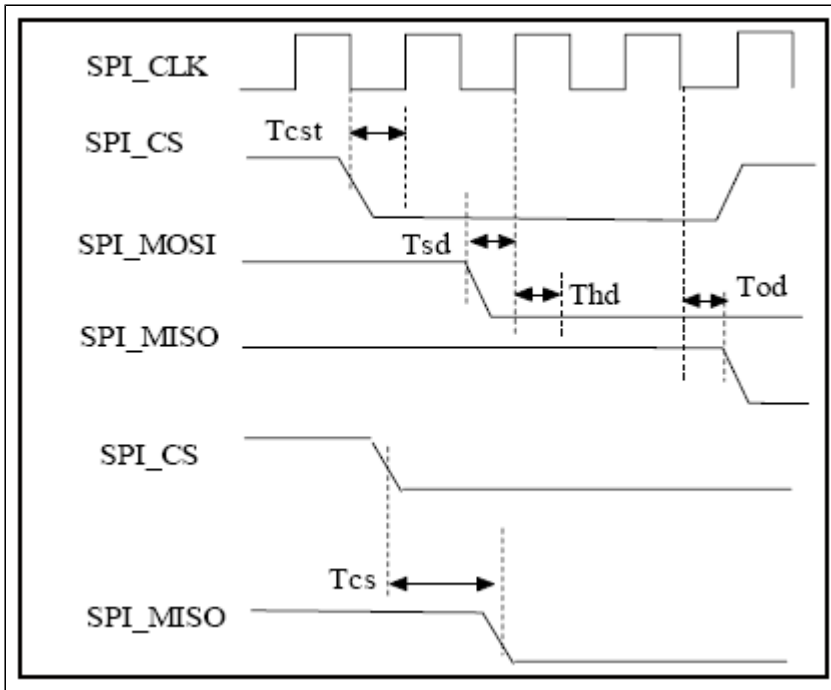 SPI_CLK
Tcst
SPI_CS
SPI_MOSI
Tsd
Thd
Tod
SPI_MISO
SPI_CS
Tcs
SPI_MISO